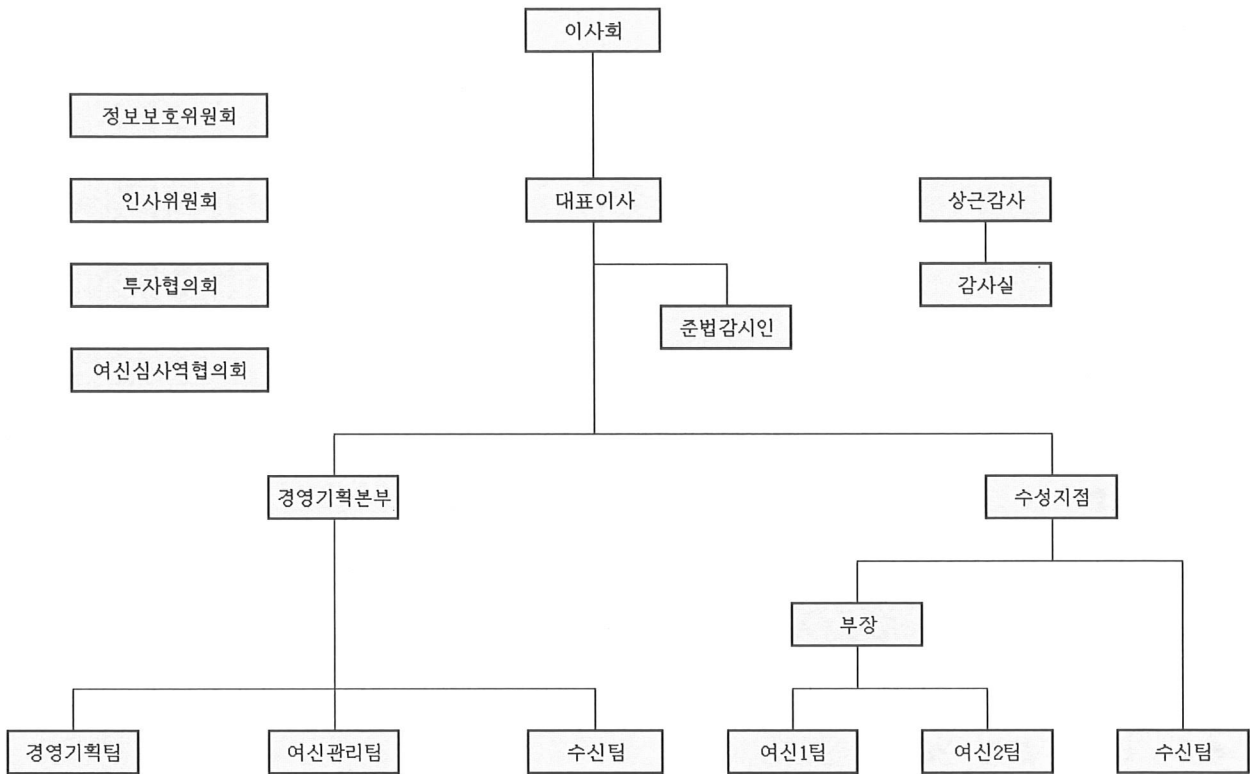 이사회
정보보호위원회
인사위원회
대표이사
상근감사
투자협의회
감사실
준법감시인
여신심사역협의회
경영기획본부
수성지점
부장
경영기획팀
여신관리팀
수신팀
여신1팀
여신2팀
수신팀